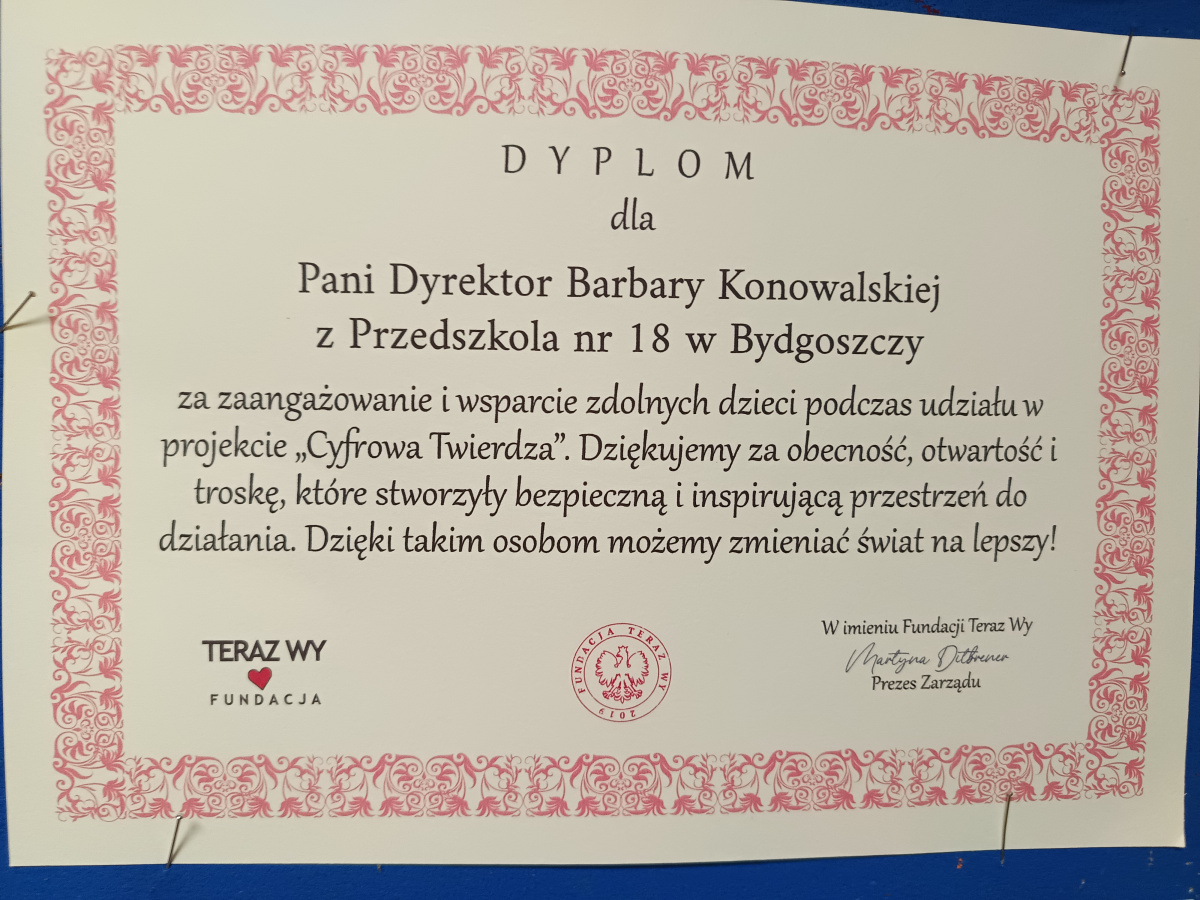 DYPLOM
dla
Pani Dyrektor Barbary Konowalskiej
z Przedszkola nr 18 w Bydgoszczy
za zaangażowanie i wsparcie zdolnych dzieci podczas udziału w
projekcie „Cyfrowa Twierdza”. Dziękujemy za obecność, otwartość i
troskę, które stworzyły bezpieczną i inspirującą przestrzeń do
działania. Dzięki takim osobom możemy zmieniać świat na lepszy!
TERAZ WY
FUNDACJA
FUNDACJA TERAZ WY
2019
W imieniu Fundacji Teraz Wy
Martyna Ditbrener
Prezes Zarządu